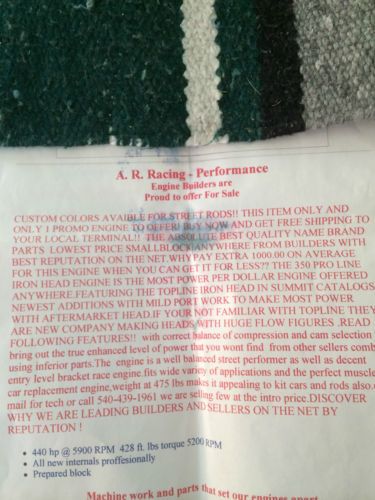 A. R. Racing - Performance
Engine Builders are
Proud to offer For Sale
CUSTOM COLORS AVAIBLE FOR STREET RODS!! THIS ITEM ONLY AND
ONLY 1 PROMO ENGINE TO OFFER! BUY NOW AND GET FREE SHIPPING TO
YOUR LOCAL TERMINAL!! THE ABSOLUTE BEST QUALITY NAME BRAND
PARTS LOWEST PRICE SMALLBLOCK ANYWHERE FROM BUILDERS WITH
BEST REPUTATION ON THE NET.WHY PAY EXTRA 1000.00 ON AVERAGE
FOR THIS ENGINE WHEN YOU CAN GET IT FOR LESS?? THE 350 PRO LINE
IRON HEAD ENGINE IS THE MOST POWER PER DOLLAR ENGINE OFFERED
ANYWHERE.FEATURING THE TOPLINE IRON HEAD IN SUMMIT CATALOGS
NEWEST ADDITIONS WITH MILD PORT WORK TO MAKE MOST POWER
WITH AFTERMARKET HEAD.IF YOUR NOT FAMILIAR WITH TOPLINE THEY
ARE NEW COMPANY MAKING HEADS WITH HUGE FLOW FIGURES .READ
FOLLOWING FEATURES!! with correct balance of compression and cam selection
bring out the true enhanced level of power that you wont find from other sellers comb
using inferior parts.The engine is a well balanced street performer as well as decent
entry level bracket race engine.fits wide variety of applications and the perfect muscle
car replacement engine,weight at 475 lbs makes it appealing to kit cars and rods also.
mail for tech or call 540-439-1961 we are selling few at the intro price.DISCOVER
WHY WE ARE LEADING BUILDERS AND SELLERS ON THE NET BY
REPUTATION !
• 440 hp @ 5900 RPM 428 ft. lbs torque 5200 RPM
• All new internals proffesionally
• Prepared block
Machine work and parts that set our engines apart